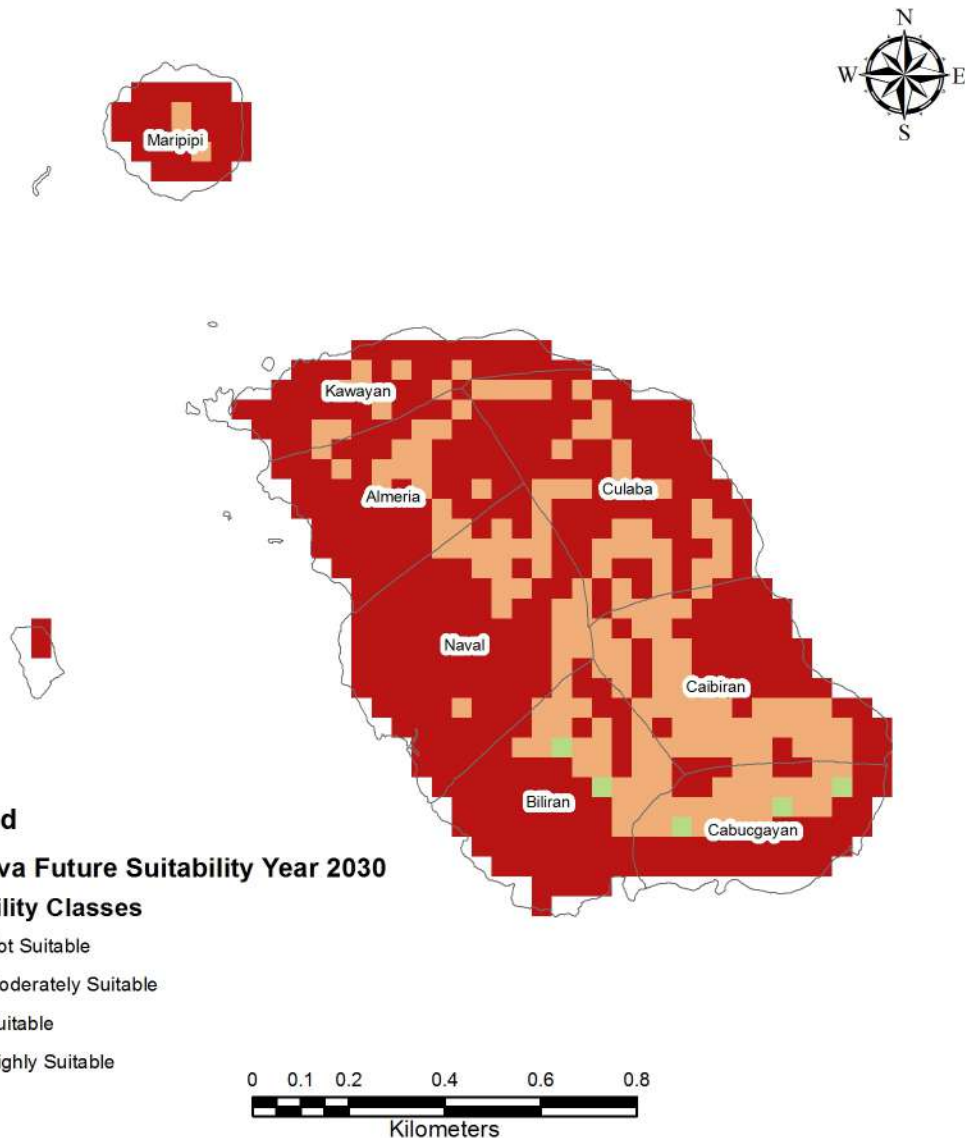 N
W E
S
Maripipi
Kawayan
Almeria
Culaba
Naval
Caibiran
Biliran
Cabucgayan
d
va Future Suitability Year 2030
ility Classes
ot Suitable
oderately Suitable
uitable
ighly Suitable
0 0.1 0.2 0.4 0.6 0.8
Kilometers